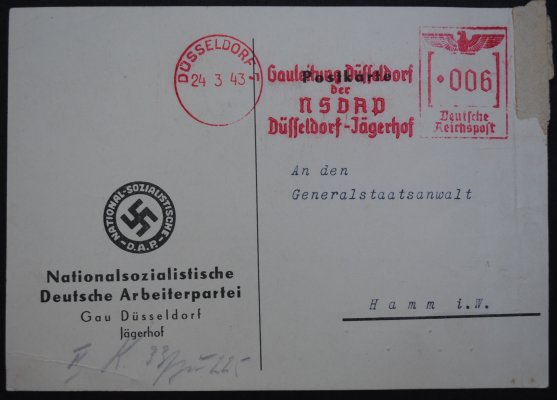 DÜSSELDORF 1
24 3 43
Postkarte
Gauleitung Düsseldorf
der
NSDAP
Düsseldorf-Jägerhof
006
Deutsche
Reichspost
An den
Generalstaatsanwalt
Hamm i.W.
NATIONAL-SOZIALISTISCHE
D.A.P.
Nationalsozialistische
Deutsche Arbeiterpartei
Gau Düsseldorf
Jägerhof